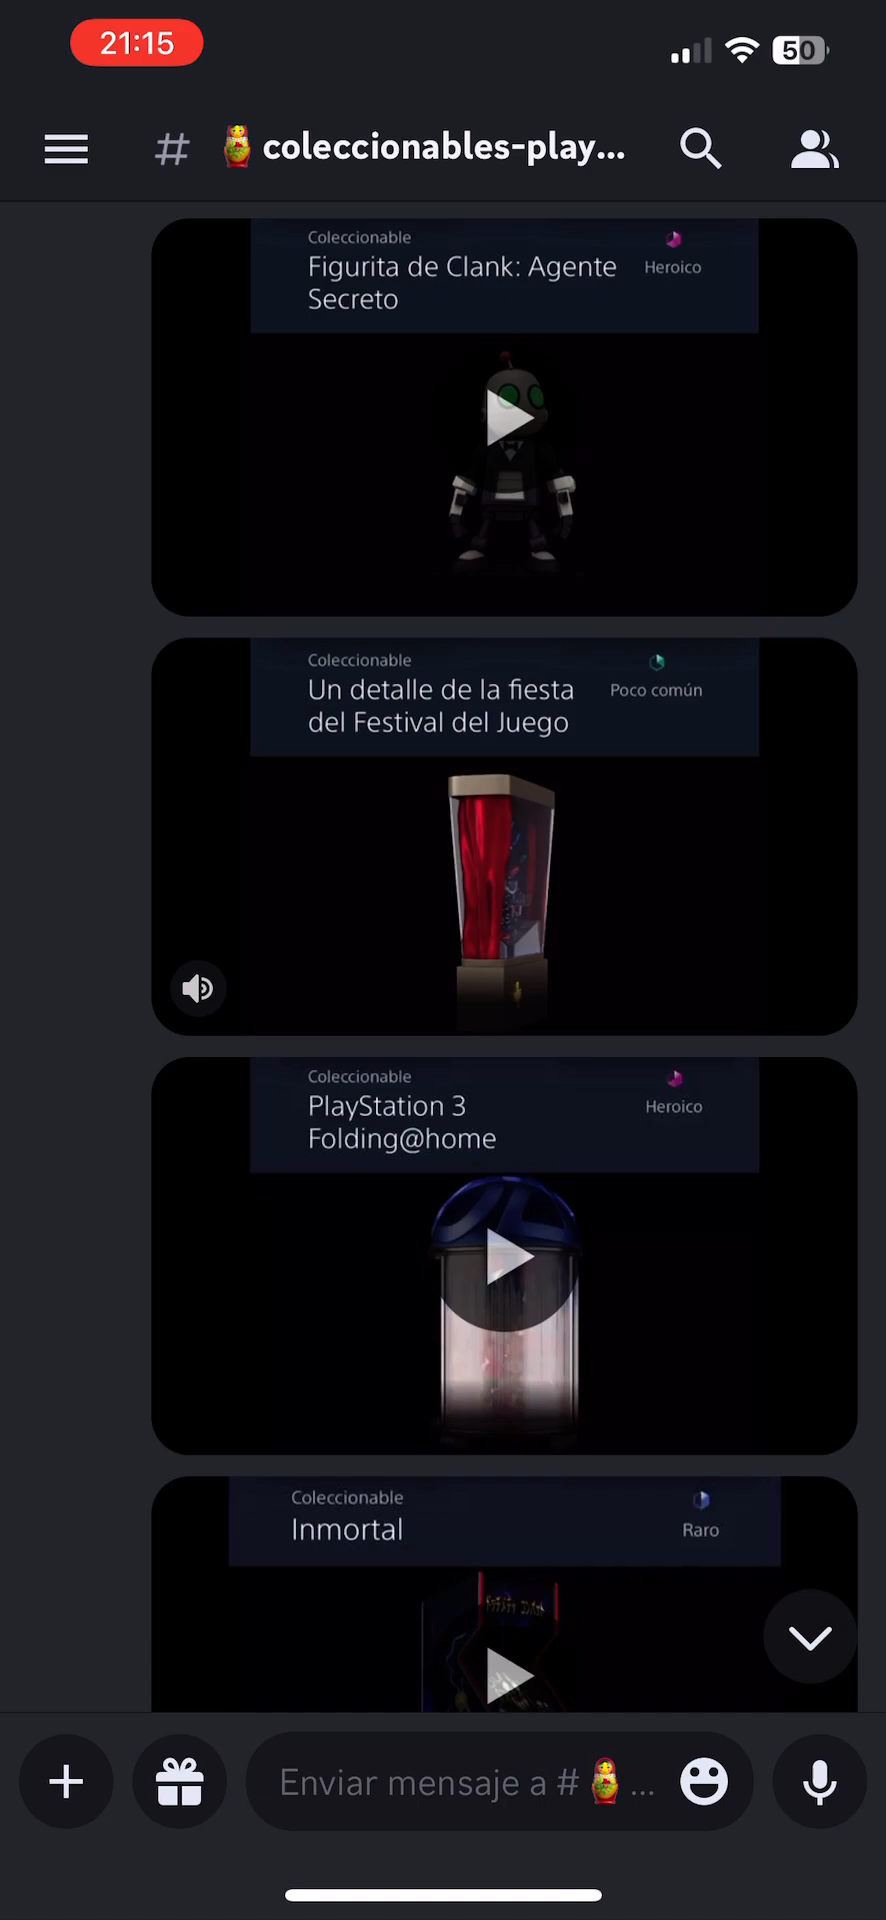 21:15
50
# 🪆 coleccionables-play...
Coleccionable
Heroico
Figurita de Clank: Agente
Secreto
Coleccionable
Poco común
Un detalle de la fiesta
del Festival del Juego
Coleccionable
Heroico
PlayStation 3
Folding@home
Coleccionable
Inmortal
Raro
Enviar mensaje a # 🪆 ...